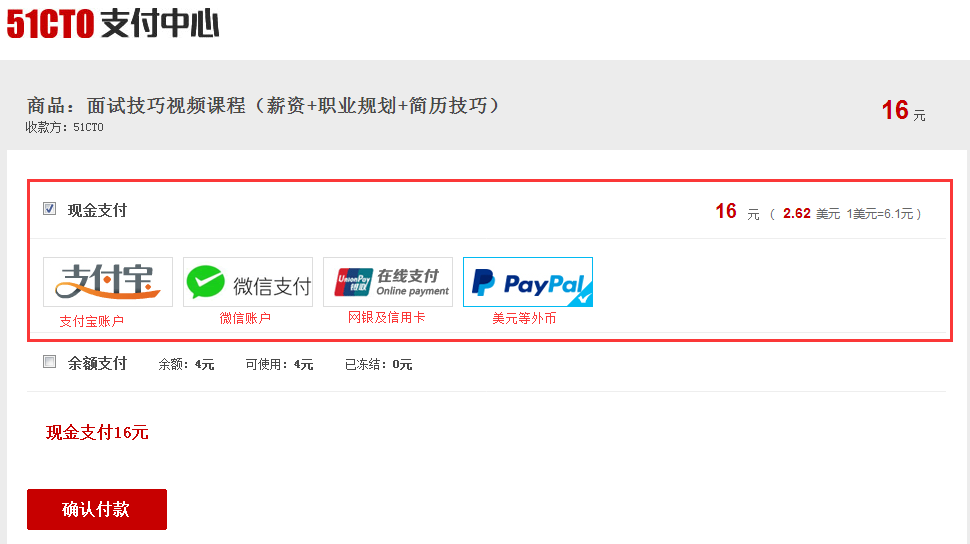 51CTO 支付中心
商品：面试技巧视频课程（薪资+职业规划+简历技巧）
16 元
收款方：51CTO
现金支付
16 元 （ 2.62 美元 1美元=6.1元 ）
支付宝 微信支付 UnionPay 银联 在线支付 Online payment PayPal
支付宝账户 微信账户 网银及信用卡 美元等外币
余额支付 余额：4元 可使用：4元 已冻结：0元
现金支付16元
确认付款